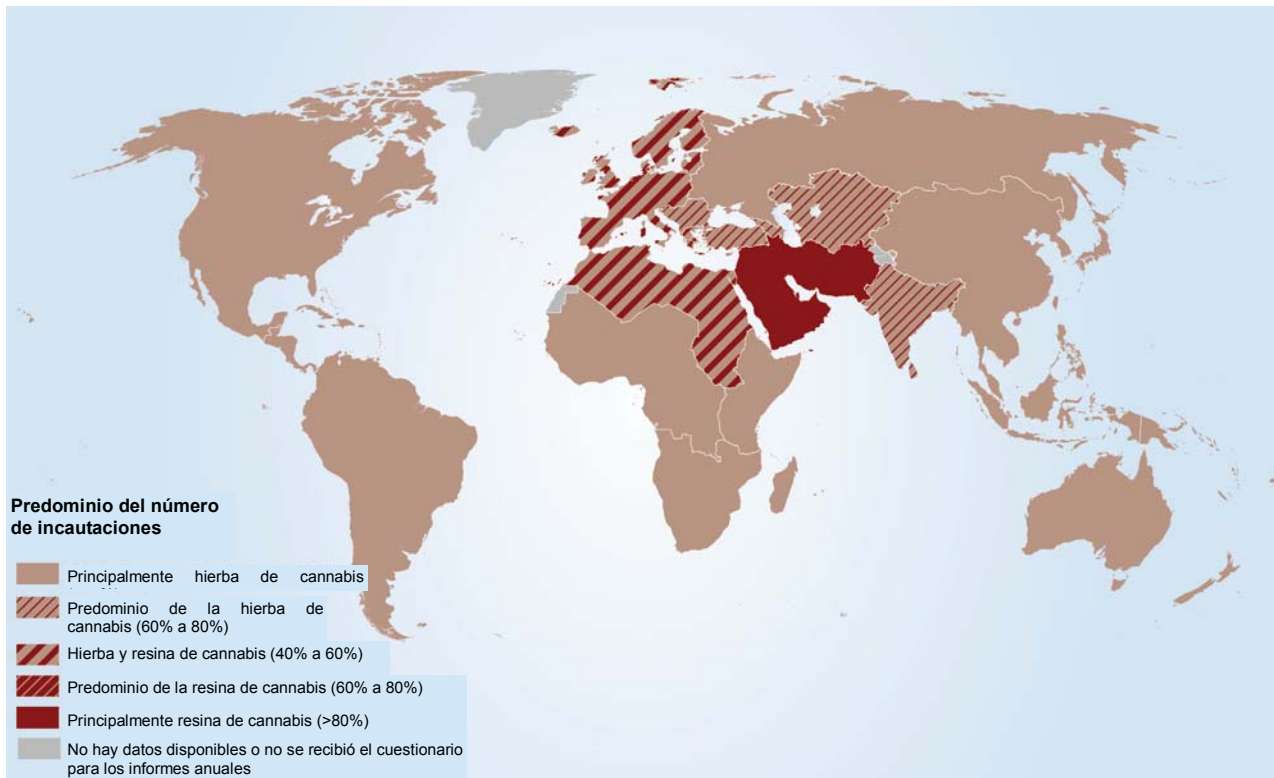 Predominio del número
de incautaciones
Principalmente hierba de cannabis
Predominio de la hierba de
cannabis (60% a 80%)
Hierba y resina de cannabis (40% a 60%)
Predominio de la resina de cannabis (60% a 80%)
Principalmente resina de cannabis (>80%)
No hay datos disponibles o no se recibió el cuestionario
para los informes anuales